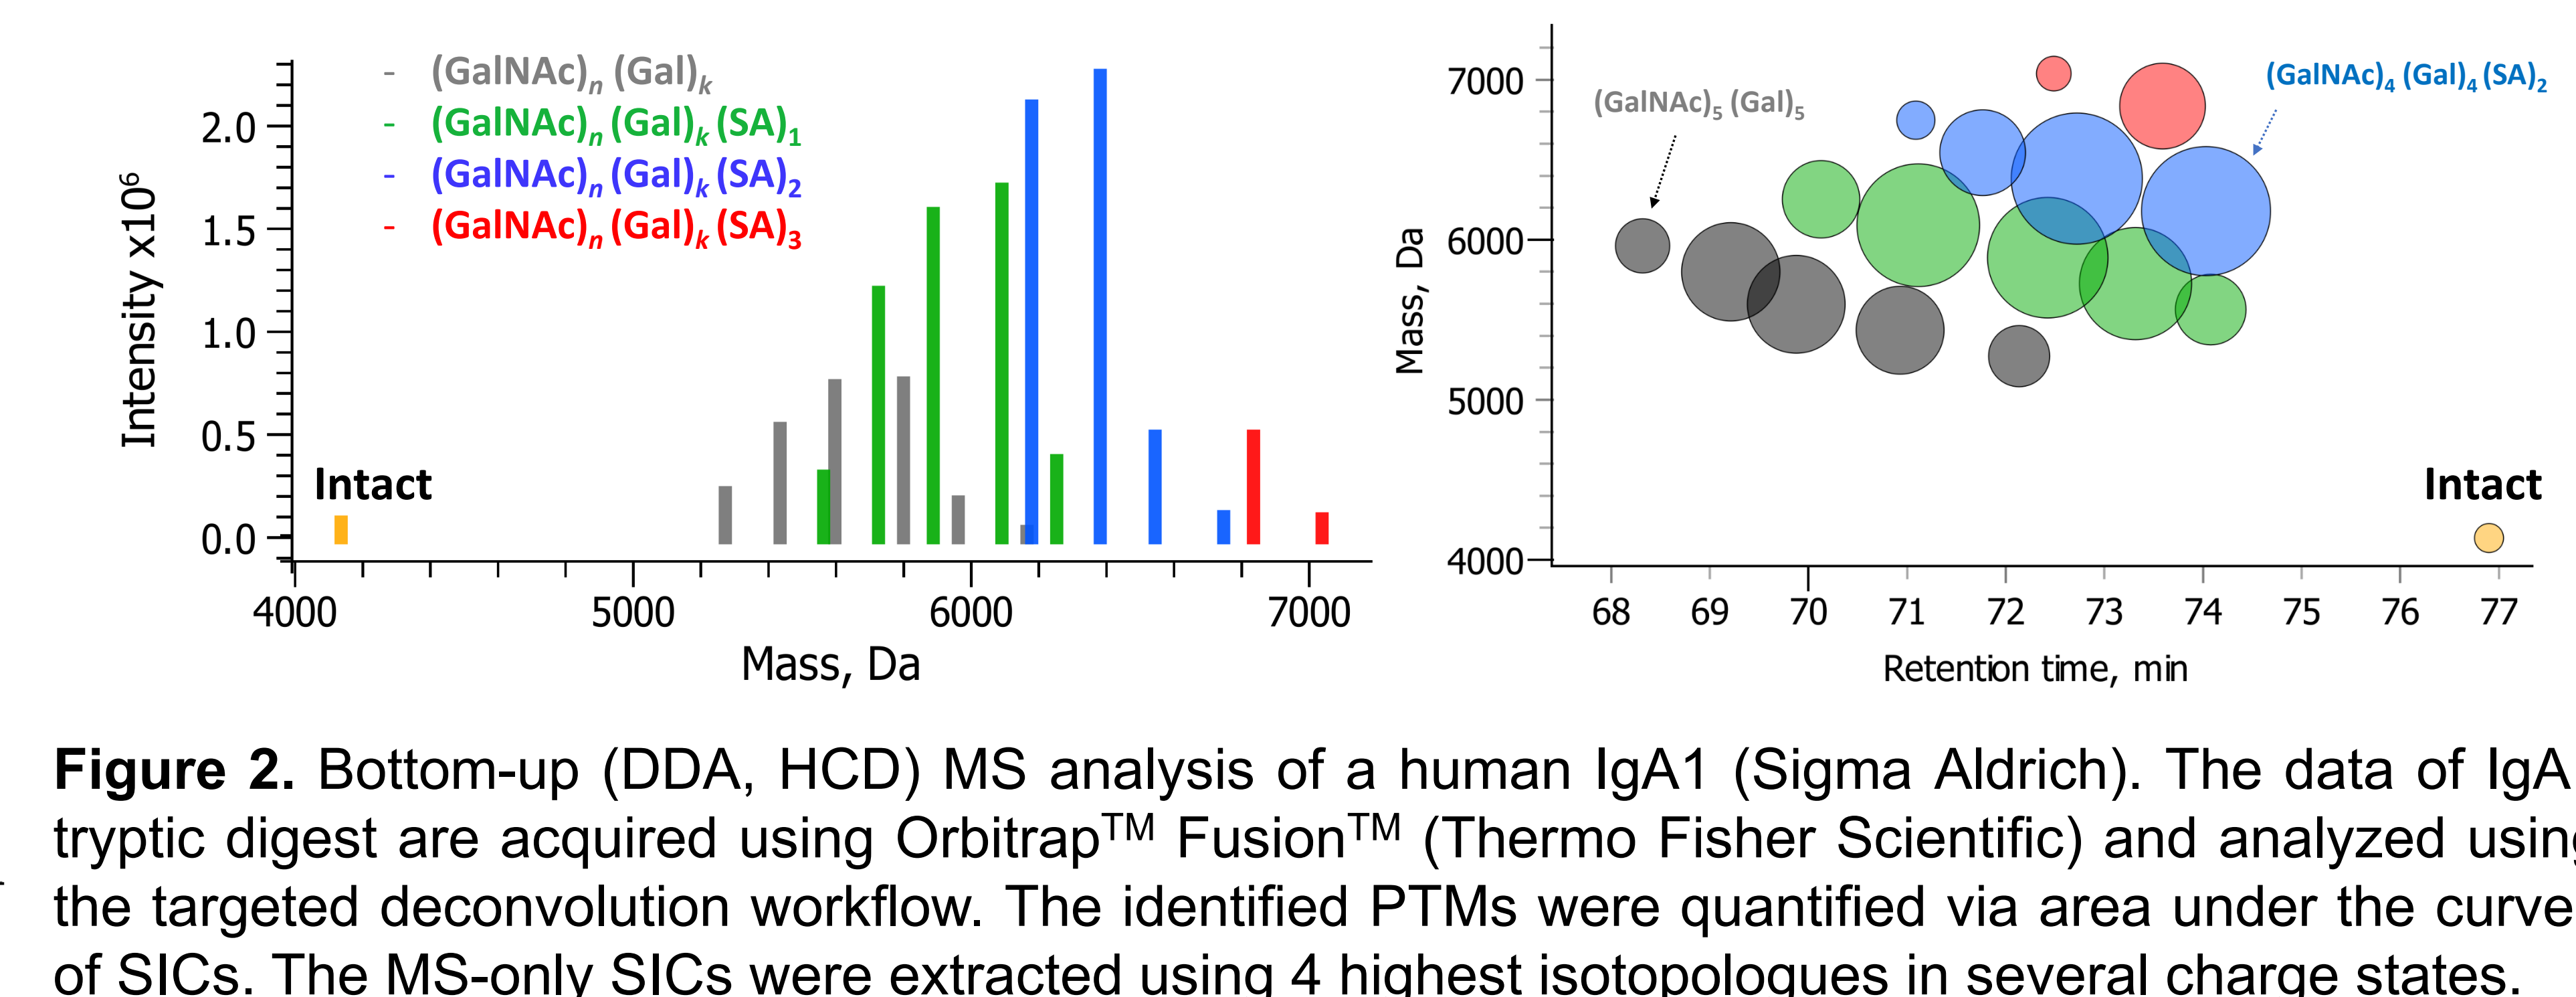 - (GalNAc)n (Gal)k
- (GalNAc)n (Gal)k (SA)1
- (GalNAc)n (Gal)k (SA)2
- (GalNAc)n (Gal)k (SA)3
Intensity x10⁶
2.0
1.5
1.0
0.5
0.0
Intact
4000 5000 6000 7000
Mass, Da
Mass, Da
7000
6000
5000
4000
(GalNAc)5 (Gal)5
(GalNAc)4 (Gal)4 (SA)2
Intact
68 69 70 71 72 73 74 75 76 77
Retention time, min
Figure 2. Bottom-up (DDA, HCD) MS analysis of a human IgA1 (Sigma Aldrich). The data of IgA
tryptic digest are acquired using Orbitrap™ Fusion™ (Thermo Fisher Scientific) and analyzed using
the targeted deconvolution workflow. The identified PTMs were quantified via area under the curve
of SICs. The MS-only SICs were extracted using 4 highest isotopologues in several charge states.